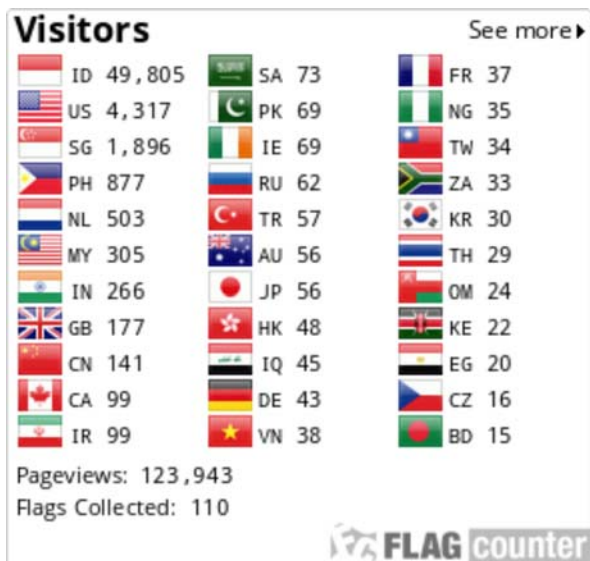 Visitors
See more
ID 49,805
US 4,317
SG 1,896
PH 877
NL 503
MY 305
IN 266
GB 177
CN 141
CA 99
IR 99
SA 73
PK 69
IE 69
RU 62
TR 57
AU 56
JP 56
HK 48
IQ 45
DE 43
VN 38
FR 37
NG 35
TW 34
ZA 33
KR 30
TH 29
OM 24
KE 22
EG 20
CZ 16
BD 15
Pageviews: 123,943
Flags Collected: 110
FC FLAG counter